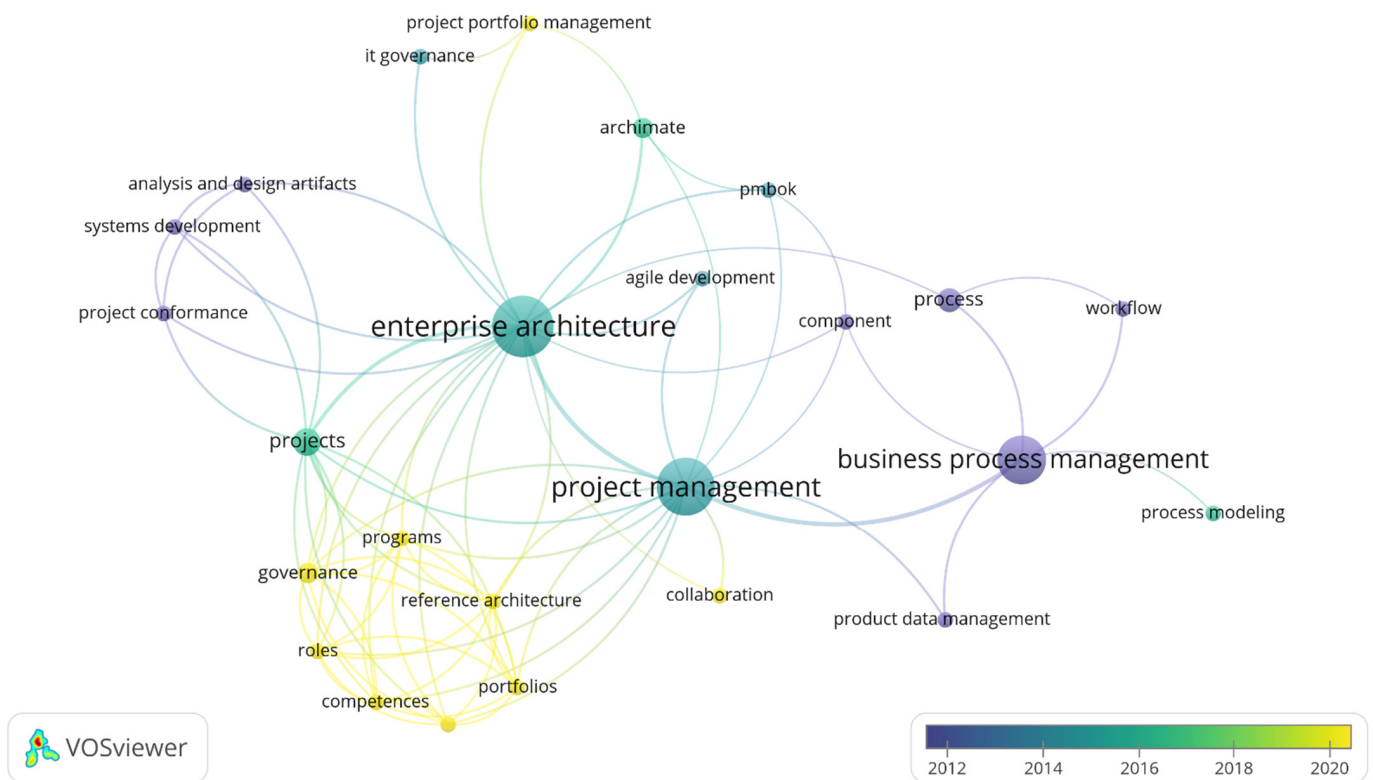 project portfolio management
it governance
archimate
analysis and design artifacts
pmbok
systems development
agile development
project conformance
process
workflow
component
enterprise architecture
projects
business process management
project management
process modeling
programs
governance
reference architecture
collaboration
product data management
roles
portfolios
competences
VOSviewer
2012 2014 2016 2018 2020